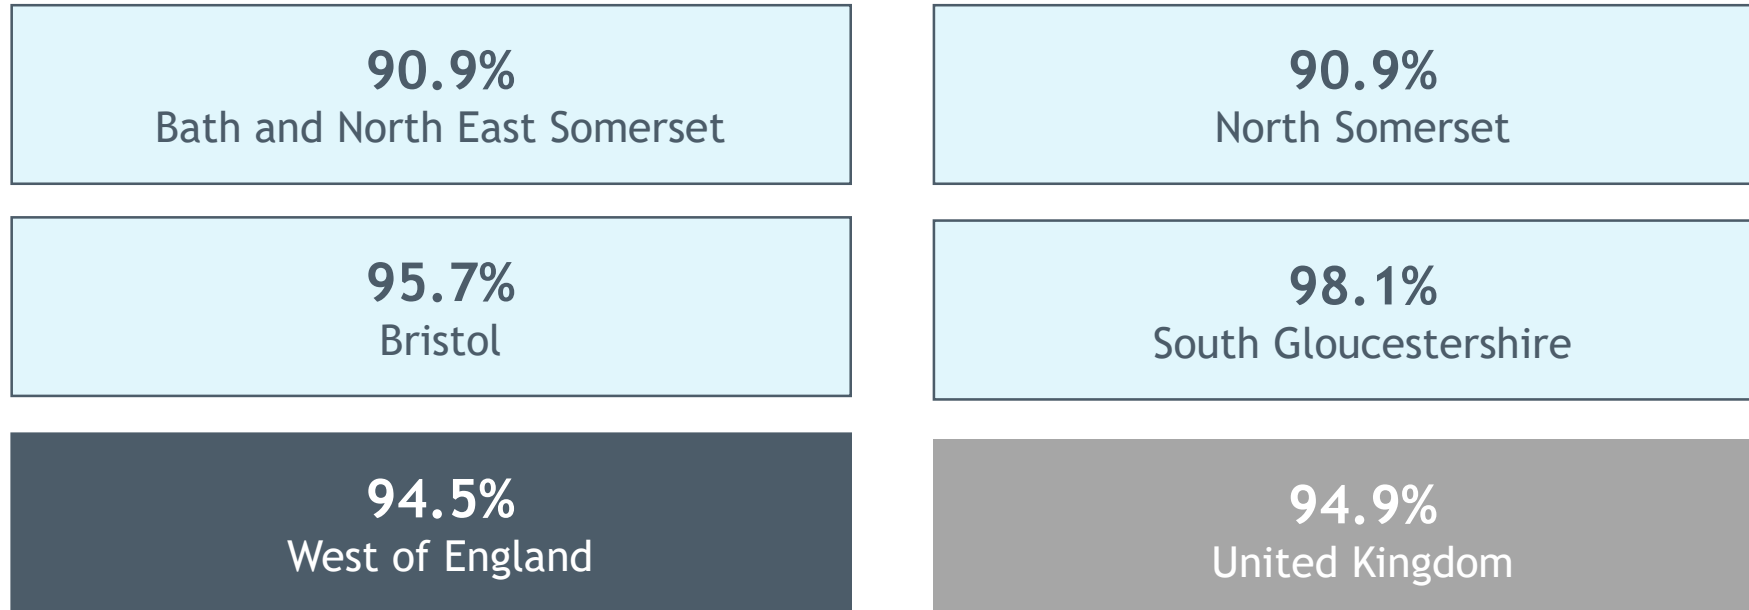 90.9%
Bath and North East Somerset
90.9%
North Somerset
95.7%
Bristol
98.1%
South Gloucestershire
94.5%
West of England
94.9%
United Kingdom